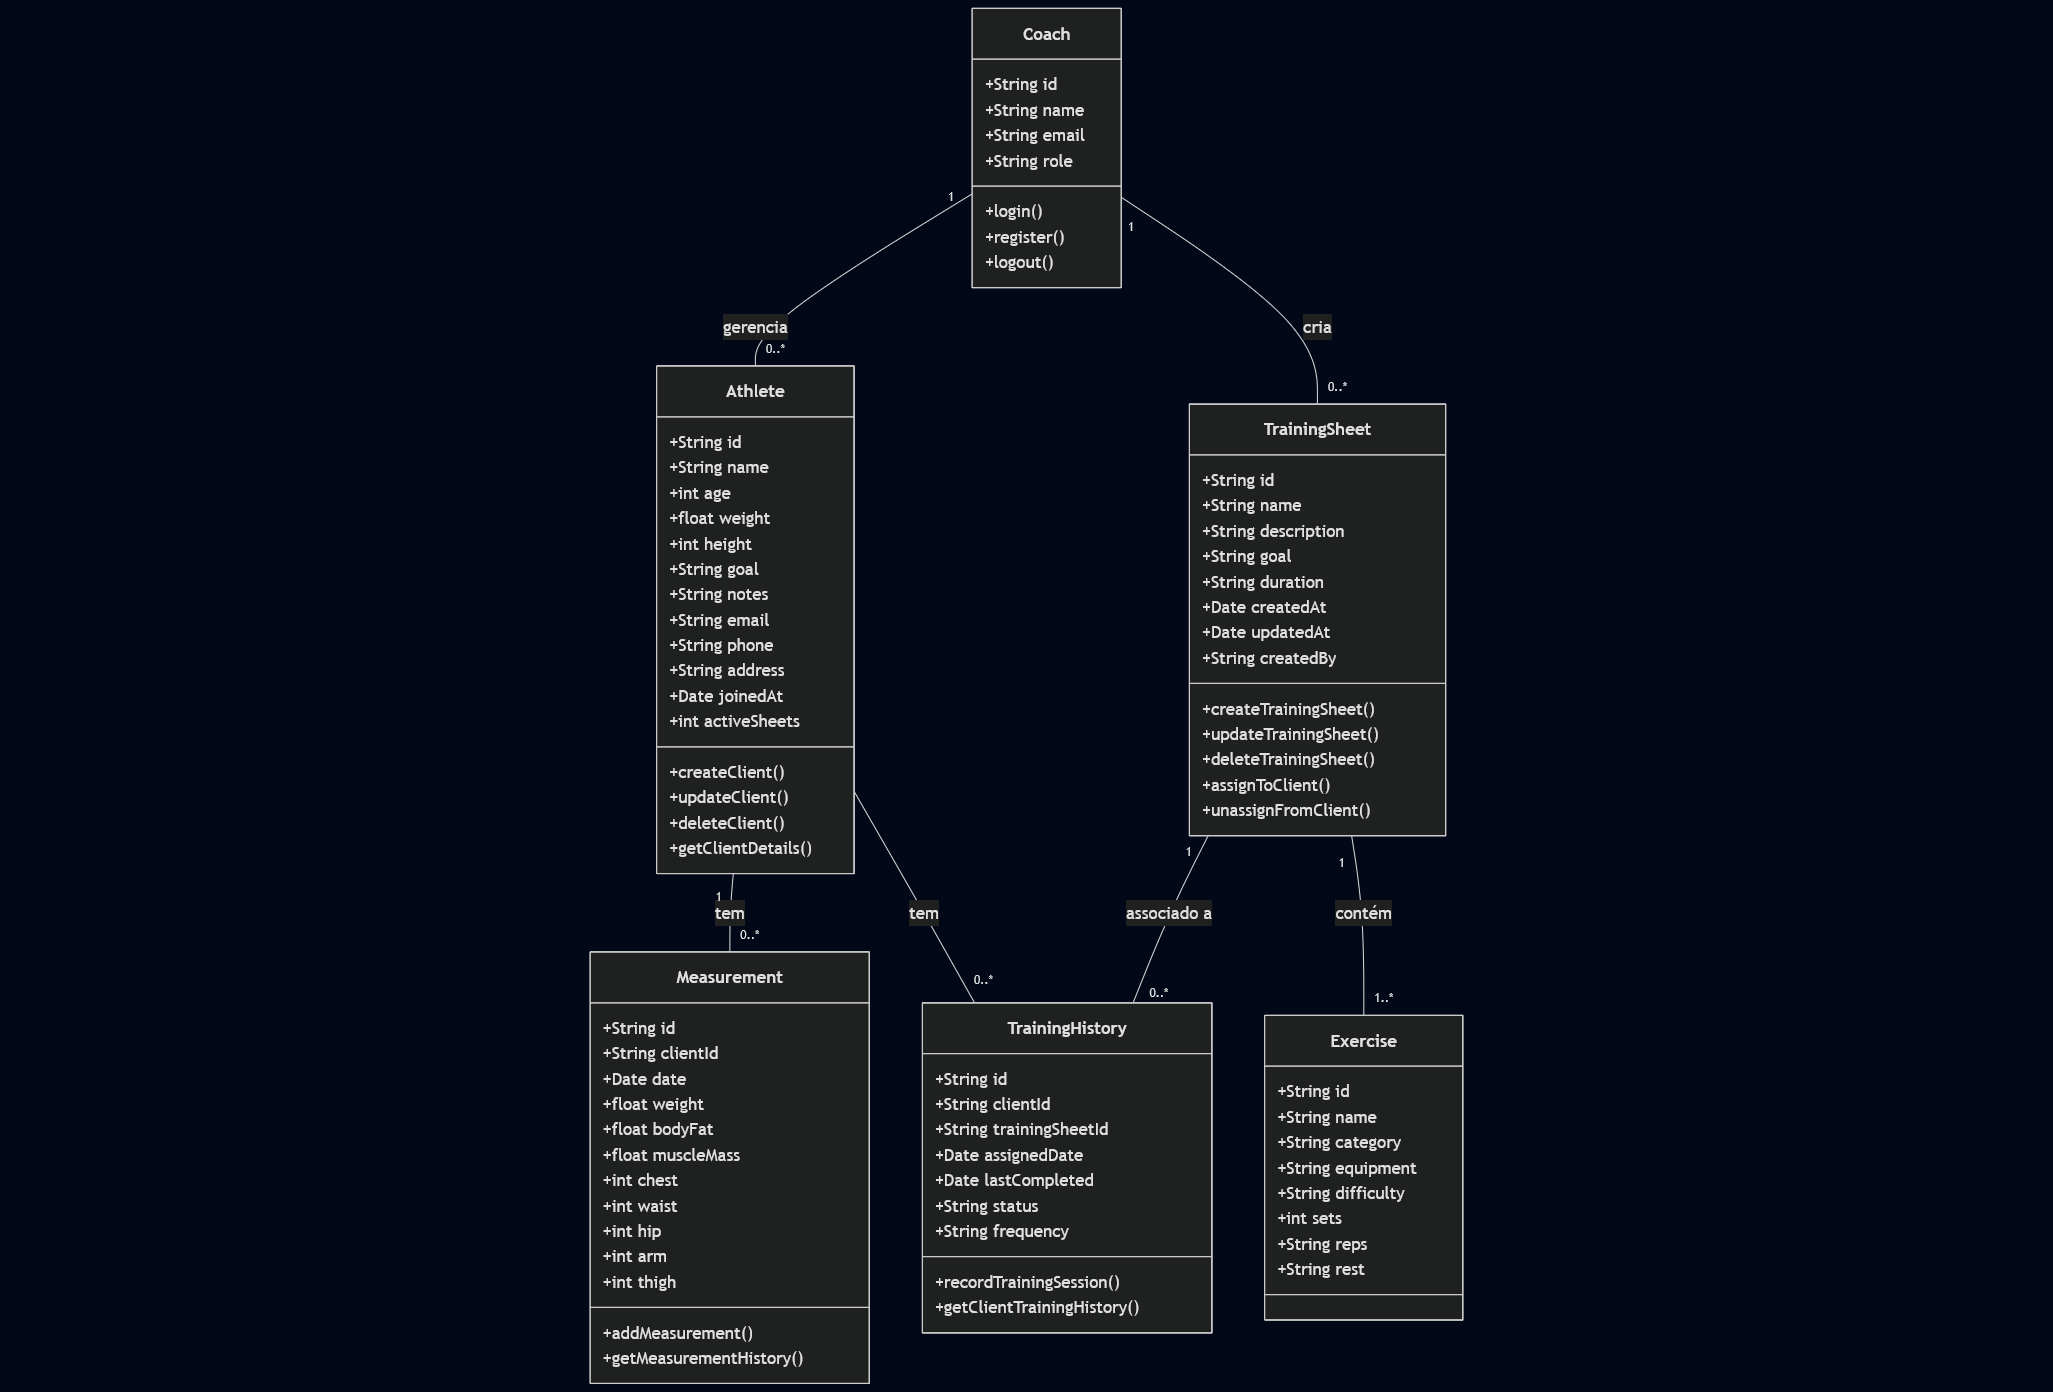 Coach
+String id
+String name
+String email
+String role
+login()
+register()
+logout()
1
1
gerencia
0..*
cria
0..*
Athlete
+String id
+String name
+int age
+float weight
+int height
+String goal
+String notes
+String email
+String phone
+String address
+Date joinedAt
+int activeSheets
+createClient()
+updateClient()
+deleteClient()
+getClientDetails()
TrainingSheet
+String id
+String name
+String description
+String goal
+String duration
+Date createdAt
+Date updatedAt
+String createdBy
+createTrainingSheet()
+updateTrainingSheet()
+deleteTrainingSheet()
+assignToClient()
+unassignFromClient()
1
tem
0..*
tem
0..*
1
associado a
0..*
1
contém
1..*
Measurement
+String id
+String clientId
+Date date
+float weight
+float bodyFat
+float muscleMass
+int chest
+int waist
+int hip
+int arm
+int thigh
+addMeasurement()
+getMeasurementHistory()
TrainingHistory
+String id
+String clientId
+String trainingSheetId
+Date assignedDate
+Date lastCompleted
+String status
+String frequency
+recordTrainingSession()
+getClientTrainingHistory()
Exercise
+String id
+String name
+String category
+String equipment
+String difficulty
+int sets
+String reps
+String rest